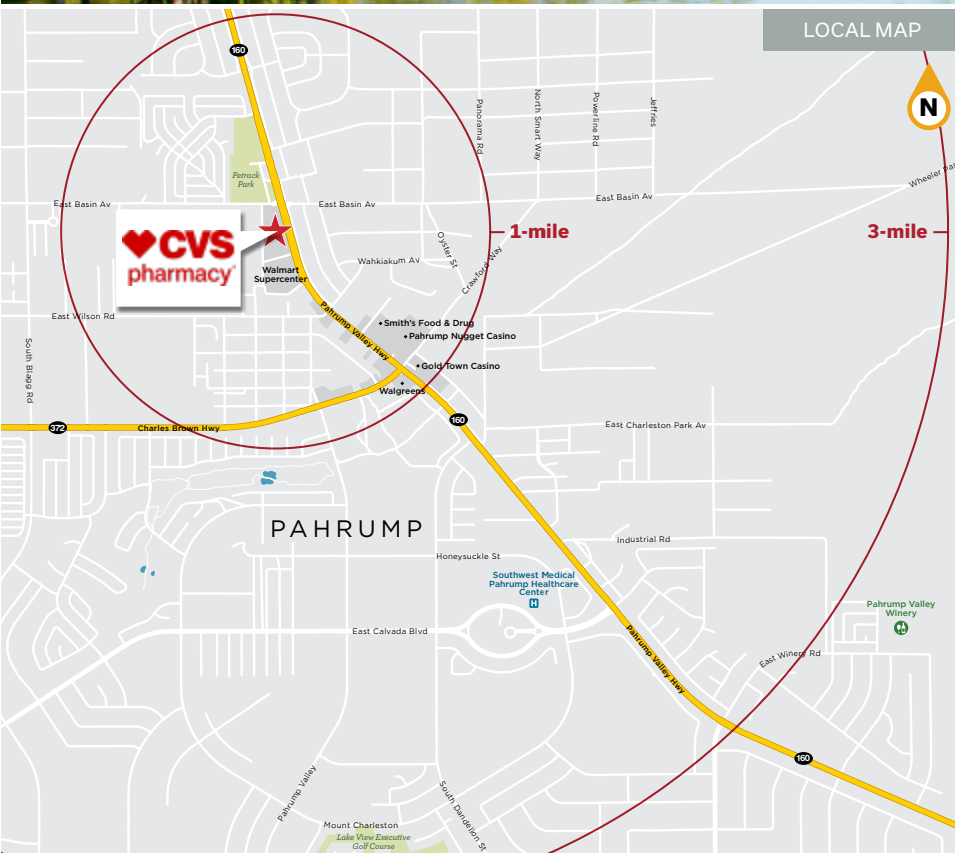 LOCAL MAP
N
160
Panorama Rd
North Smart Way
Powerline Rd
Jeffries
Petrack
Park
East Basin Av
East Basin Av
East Basin Av
1-mile
3-mile
CVS
pharmacy
Walmart
Supercenter
Wahkiakum Av
Oyster St
Crawford Way
East Wilson Rd
South Blagg Rd
Pahrump Valley Hwy
Smith's Food & Drug
Pahrump Nugget Casino
Gold Town Casino
Walgreens
372
Charles Brown Hwy
160
East Charleston Park Av
PAHRUMP
Industrial Rd
Honeysuckle St
Southwest Medical
Pahrump Healthcare
Center
H
Pahrump Valley
Winery
East Calvada Blvd
Pahrump Valley Hwy
East Winery Rd
160
Pahrump Valley
South Dandelion St
Mount Charleston
Lake View Executive
Golf Course